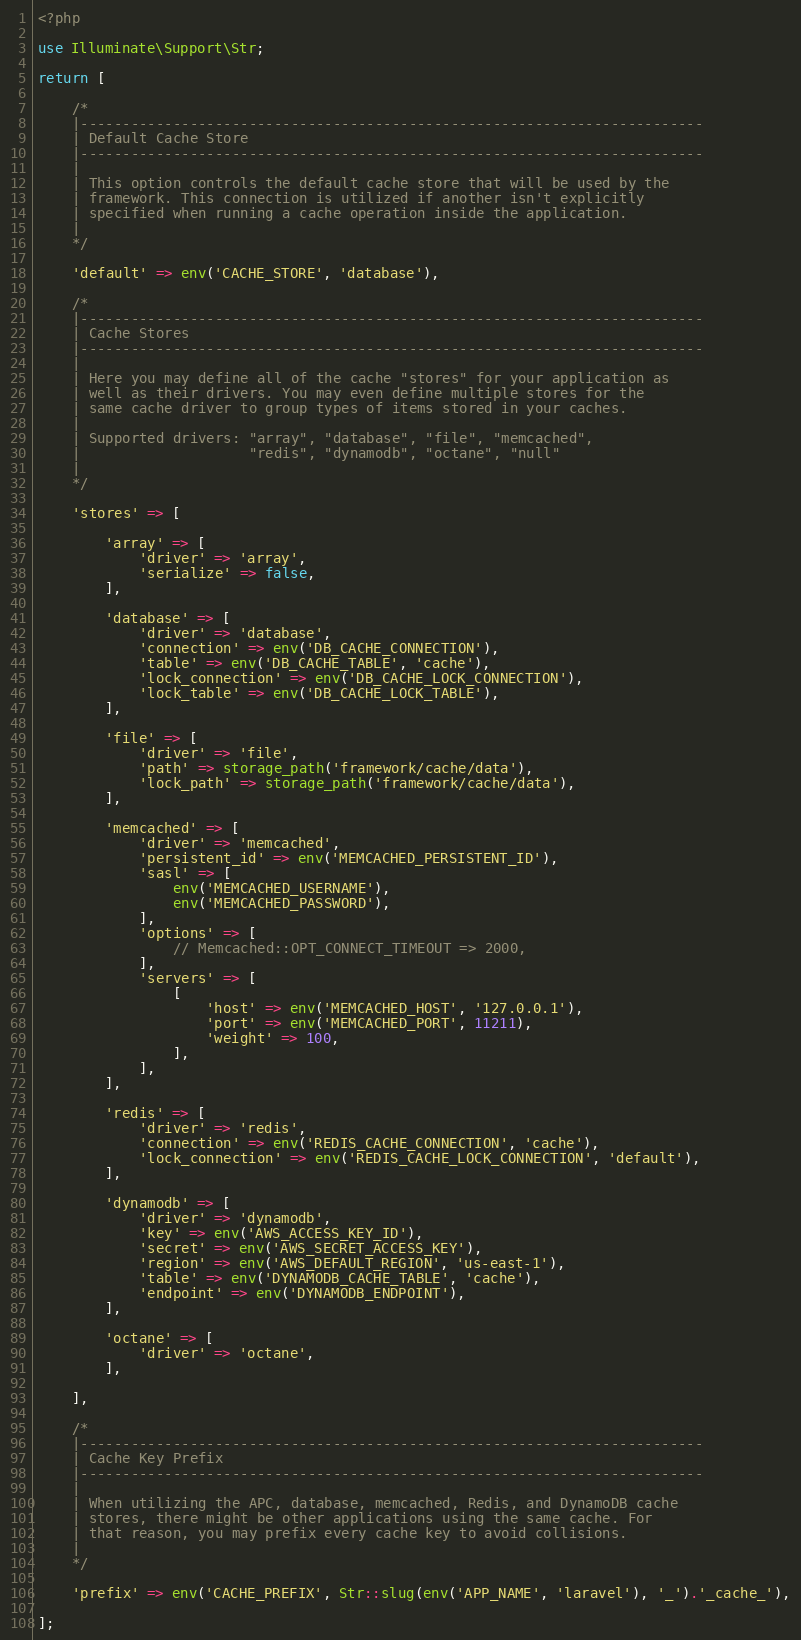 1 <?php
2
3 use Illuminate\Support\Str;
4
5 return [
6
7     /*
8     |--------------------------------------------------------------------------
9     | Default Cache Store
10     |--------------------------------------------------------------------------
11     |
12     | This option controls the default cache store that will be used by the
13     | framework. This connection is utilized if another isn't explicitly
14     | specified when running a cache operation inside the application.
15     |
16     */
17
18     'default' => env('CACHE_STORE', 'database'),
19
20     /*
21     |--------------------------------------------------------------------------
22     | Cache Stores
23     |--------------------------------------------------------------------------
24     |
25     | Here you may define all of the cache "stores" for your application as
26     | well as their drivers. You may even define multiple stores for the
27     | same cache driver to group types of items stored in your caches.
28     |
29     | Supported drivers: "array", "database", "file", "memcached",
30     |                    "redis", "dynamodb", "octane", "null"
31     |
32     */
33
34     'stores' => [
35
36         'array' => [
37             'driver' => 'array',
38             'serialize' => false,
39         ],
40
41         'database' => [
42             'driver' => 'database',
43             'connection' => env('DB_CACHE_CONNECTION'),
44             'table' => env('DB_CACHE_TABLE', 'cache'),
45             'lock_connection' => env('DB_CACHE_LOCK_CONNECTION'),
46             'lock_table' => env('DB_CACHE_LOCK_TABLE'),
47         ],
48
49         'file' => [
50             'driver' => 'file',
51             'path' => storage_path('framework/cache/data'),
52             'lock_path' => storage_path('framework/cache/data'),
53         ],
54
55         'memcached' => [
56             'driver' => 'memcached',
57             'persistent_id' => env('MEMCACHED_PERSISTENT_ID'),
58             'sasl' => [
59                 env('MEMCACHED_USERNAME'),
60                 env('MEMCACHED_PASSWORD'),
61             ],
62             'options' => [
63                 // Memcached::OPT_CONNECT_TIMEOUT => 2000,
64             ],
65             'servers' => [
66                 [
67                     'host' => env('MEMCACHED_HOST', '127.0.0.1'),
68                     'port' => env('MEMCACHED_PORT', 11211),
69                     'weight' => 100,
70                 ],
71             ],
72         ],
73
74         'redis' => [
75             'driver' => 'redis',
76             'connection' => env('REDIS_CACHE_CONNECTION', 'cache'),
77             'lock_connection' => env('REDIS_CACHE_LOCK_CONNECTION', 'default'),
78         ],
79
80         'dynamodb' => [
81             'driver' => 'dynamodb',
82             'key' => env('AWS_ACCESS_KEY_ID'),
83             'secret' => env('AWS_SECRET_ACCESS_KEY'),
84             'region' => env('AWS_DEFAULT_REGION', 'us-east-1'),
85             'table' => env('DYNAMODB_CACHE_TABLE', 'cache'),
86             'endpoint' => env('DYNAMODB_ENDPOINT'),
87         ],
88
89         'octane' => [
90             'driver' => 'octane',
91         ],
92
93     ],
94
95     /*
96     |--------------------------------------------------------------------------
97     | Cache Key Prefix
98     |--------------------------------------------------------------------------
99     |
100     | When utilizing the APC, database, memcached, Redis, and DynamoDB cache
101     | stores, there might be other applications using the same cache. For
102     | that reason, you may prefix every cache key to avoid collisions.
103     |
104     */
105
106     'prefix' => env('CACHE_PREFIX', Str::slug(env('APP_NAME', 'laravel'), '_').'_cache_'),
107
108 ];